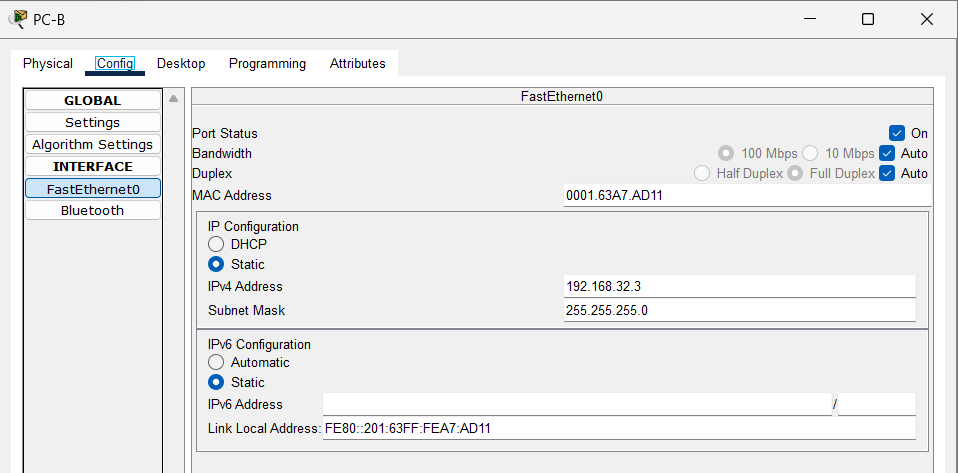 PC-B
Physical Config Desktop Programming Attributes
GLOBAL
Settings
Algorithm Settings
INTERFACE
FastEthernet0
Bluetooth
FastEthernet0
Port Status On
Bandwidth 100 Mbps 10 Mbps Auto
Duplex Half Duplex Full Duplex Auto
MAC Address 0001.63A7.AD11
IP Configuration
DHCP
Static
IPv4 Address 192.168.32.3
Subnet Mask 255.255.255.0
IPv6 Configuration
Automatic
Static
IPv6 Address /
Link Local Address: FE80::201:63FF:FEA7:AD11